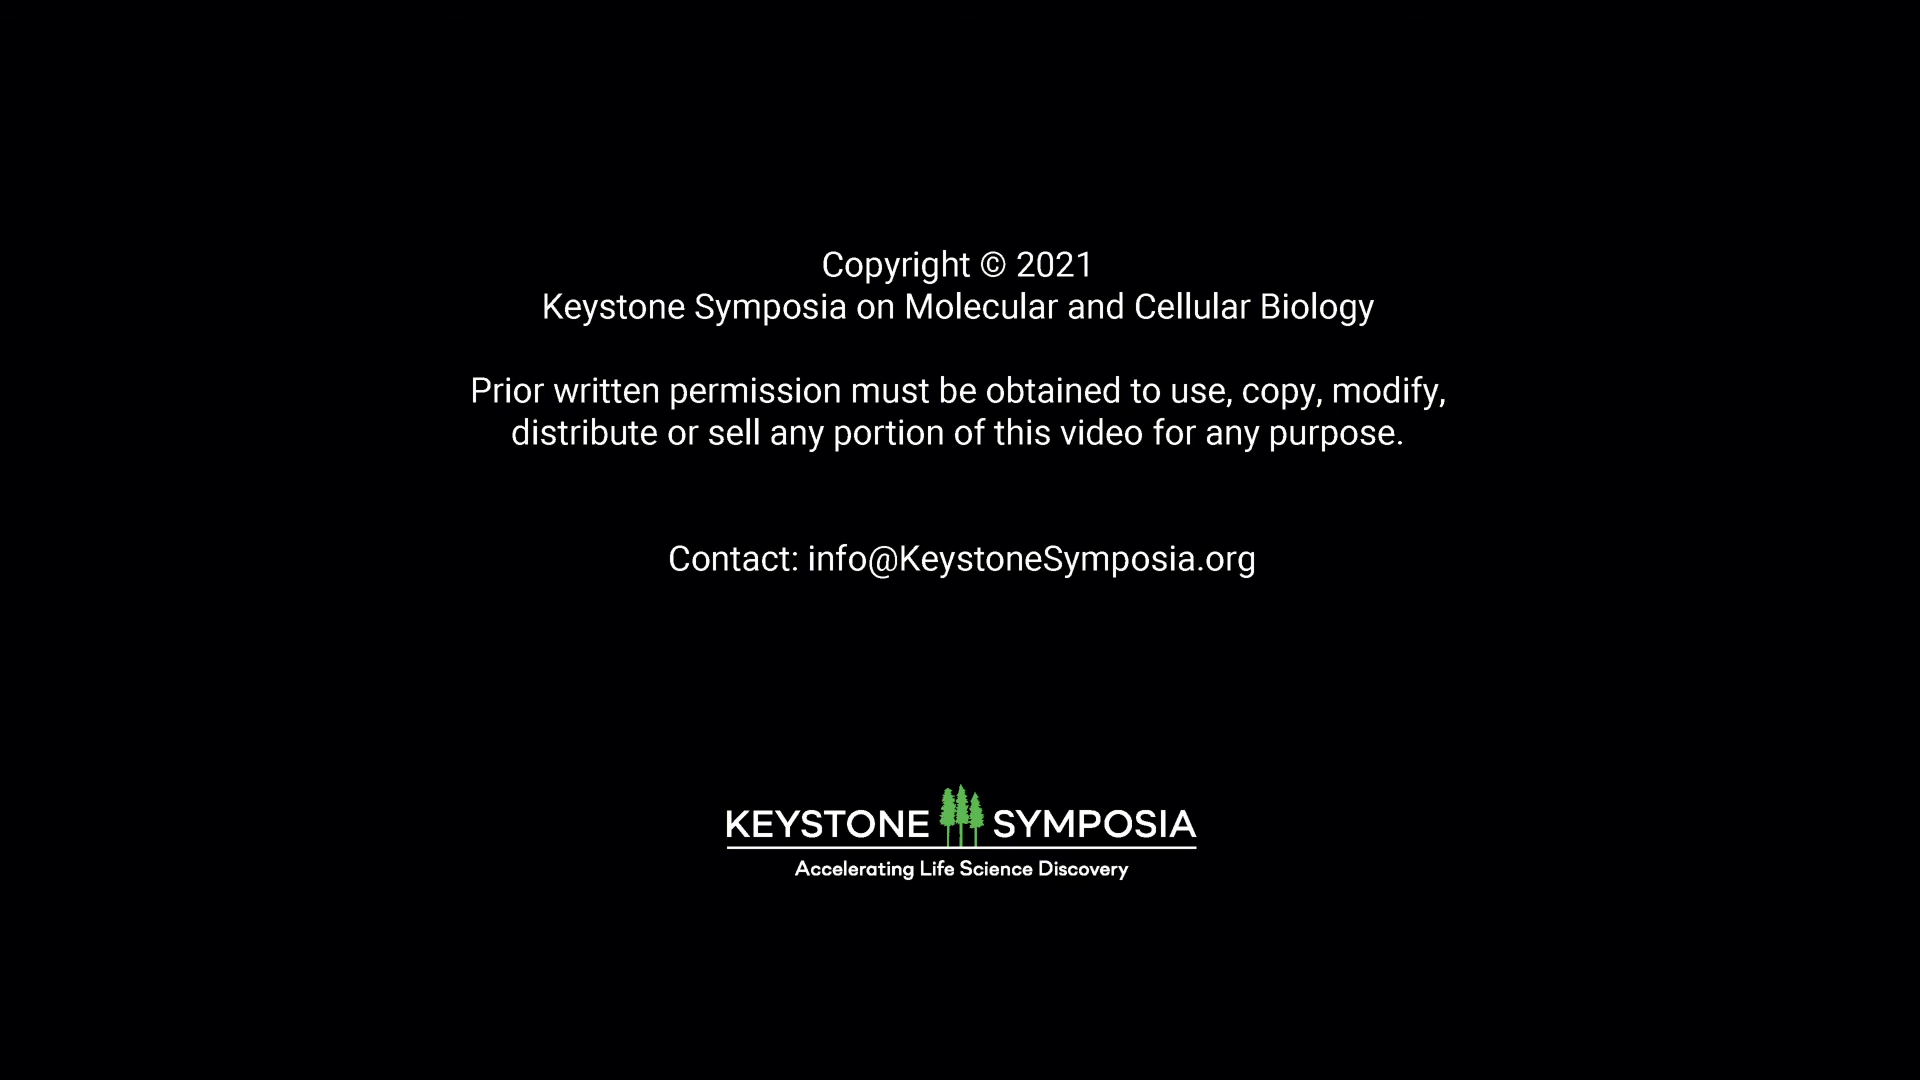 Copyright © 2021
Keystone Symposia on Molecular and Cellular Biology
Prior written permission must be obtained to use, copy, modify,
distribute or sell any portion of this video for any purpose.
Contact: info@KeystoneSymposia.org
KEYSTONE SYMPOSIA
Accelerating Life Science Discovery